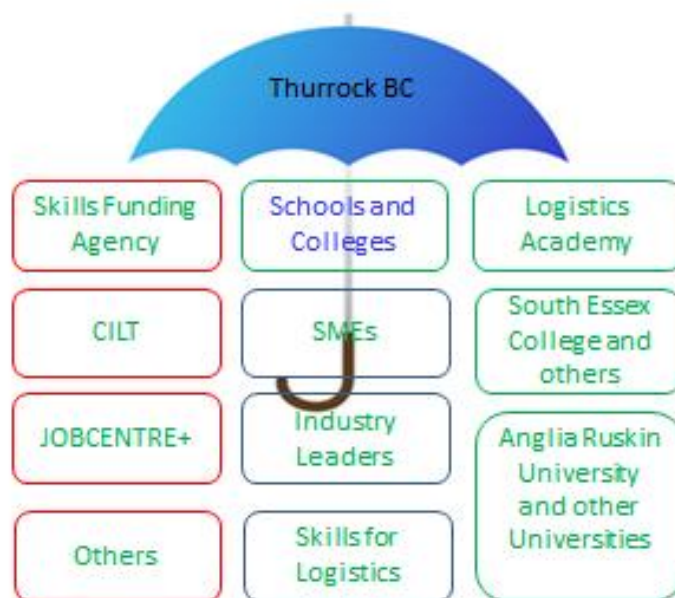 Thurrock BC
Skills Funding
Agency
Schools and
Colleges
Logistics
Academy
CILT
SMEs
South Essex
College and
others
JOBCENTRE+
Industry
Leaders
Anglia Ruskin
University
and other
Universities
Others
Skills for
Logistics